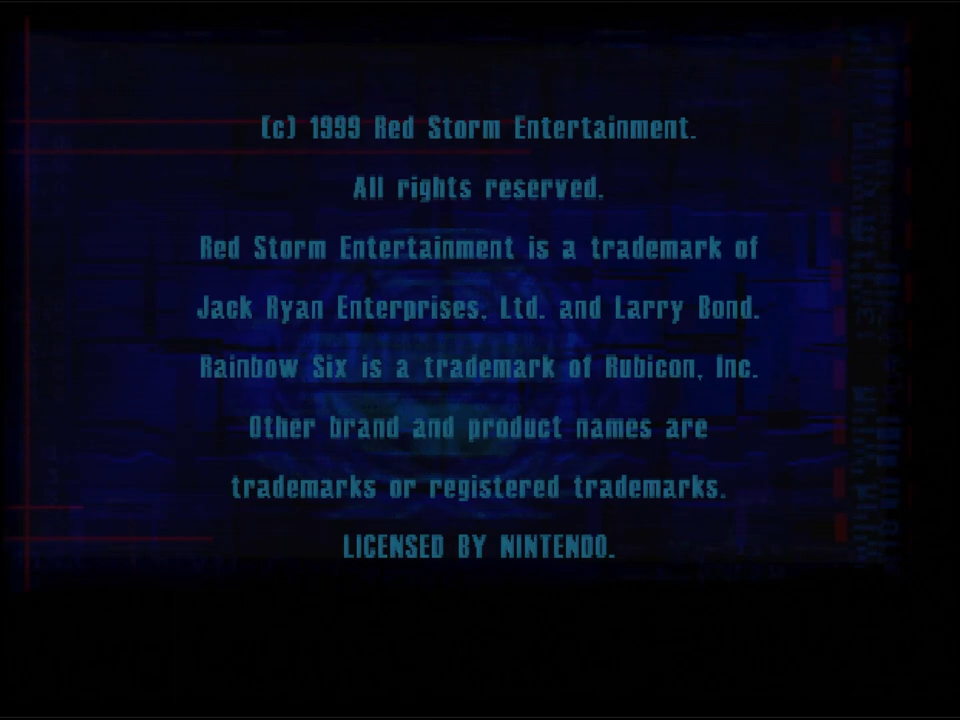 (c) 1999 Red Storm Entertainment.
All rights reserved.
Red Storm Entertainment is a trademark of
Jack Ryan Enterprises, Ltd. and Larry Bond.
Rainbow Six is a trademark of Rubicon, Inc.
Other brand and product names are
trademarks or registered trademarks.
LICENSED BY NINTENDO.